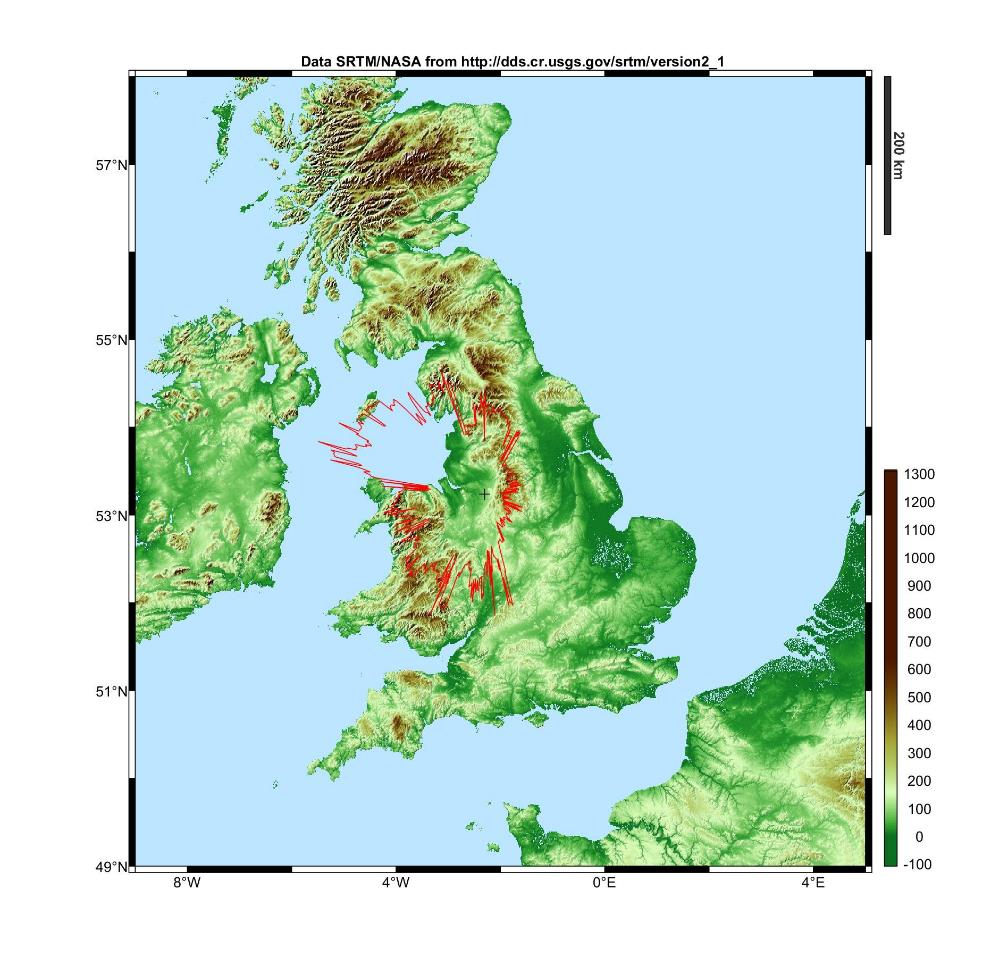 Data SRTM/NASA from http://dds.cr.usgs.gov/srtm/version2_1
57°N
55°N
53°N
51°N
49°N
8°W
4°W
0°E
4°E
200 km
1300
1200
1100
1000
900
800
700
600
500
400
300
200
100
0
-100